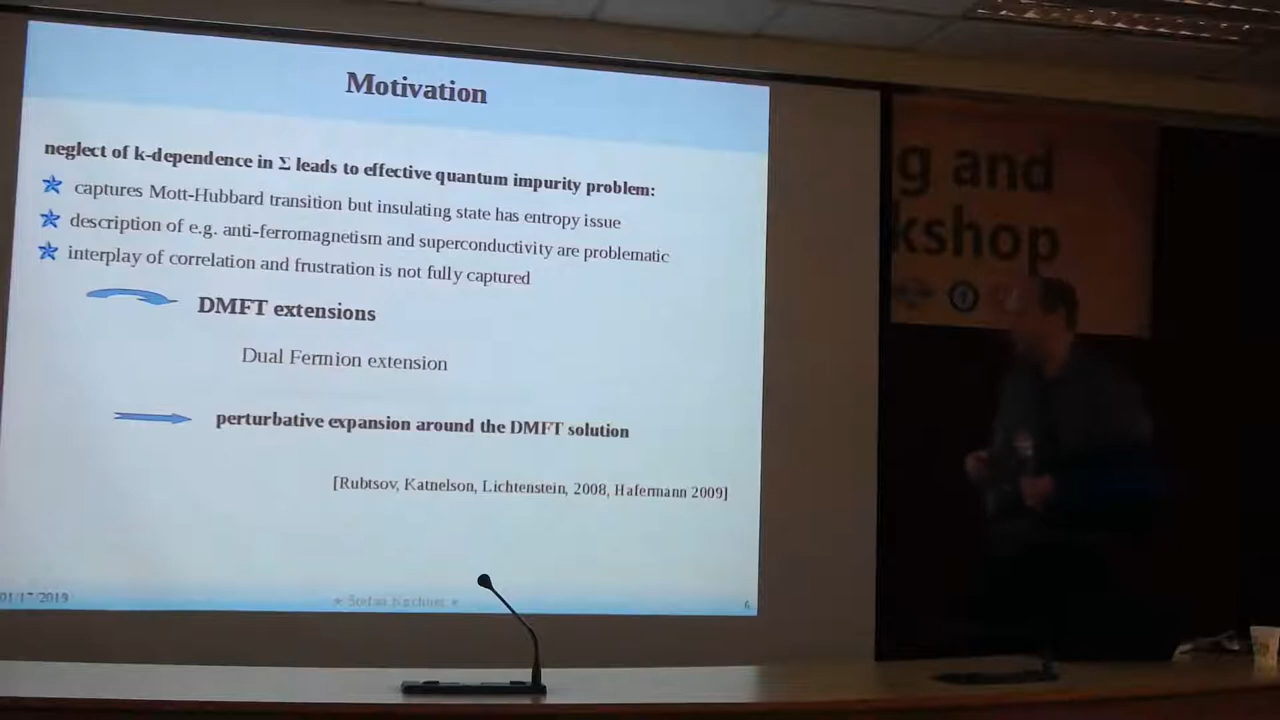 Motivation
neglect of k-dependence in Σ leads to effective quantum impurity problem:
captures Mott-Hubbard transition but insulating state has entropy issue
description of e.g. anti-ferromagnetism and superconductivity are problematic
interplay of correlation and frustration is not fully captured
DMFT extensions
Dual Fermion extension
perturbative expansion around the DMFT solution
[Rubtsov, Katnelson, Lichtenstein, 2008, Hafermann 2009]
01/17/2019
6
g and
kshop